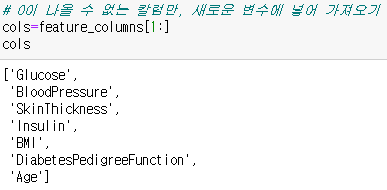 # 0이 나올 수 없는 컬럼만, 새로운 변수에 넣어 가져오기
cols=feature_columns[1:]
cols
['Glucose',
 'BloodPressure',
 'SkinThickness',
 'Insulin',
 'BMI',
 'DiabetesPedigreeFunction',
 'Age']